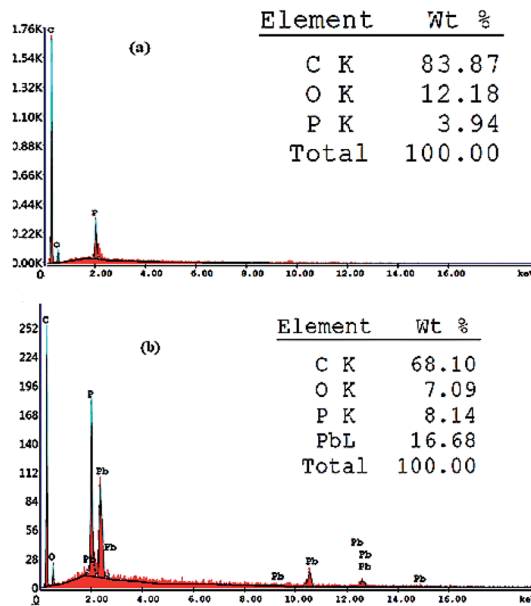 1.76K C (a) Element Wt %
1.54K
C K 83.87
1.32K
O K 12.18
1.10K
P K 3.94
0.88K
Total 100.00
0.66K
0.44K
P
0.22K
O
0.00K
0 2.00 4.00 6.00 8.00 10.00 12.00 14.00 16.00 keV
C (b) Element Wt %
252
224
C K 68.10
196
O K 7.09
P
168
P K 8.14
140
PbL 16.68
112
Pb
Total 100.00
84
56
Pb Pb
28
O Pb Pb Pb Pb Pb Pb
0
0 2.00 4.00 6.00 8.00 10.00 12.00 14.00 16.00 keV